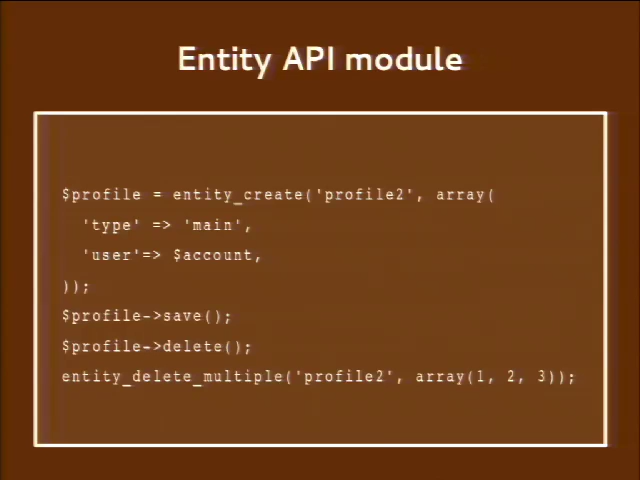 Entity API module
$profile = entity_create('profile2', array(
  'type' => 'main',
  'user'=> $account,
));
$profile->save();
$profile->delete();
entity_delete_multiple('profile2', array(1, 2, 3));